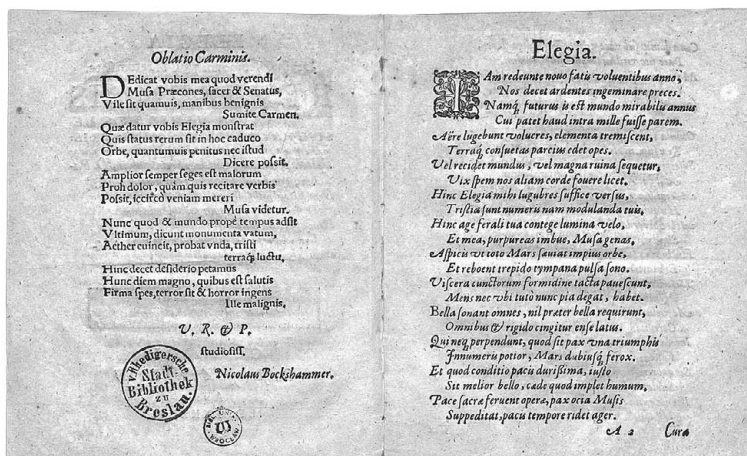 Oblatio Carminis.
DEdicat vobis mea quod verendi
Musa Præcones, sacer & Senatus,
Vile sit quamuis, manibus benignis
Sumite Carmen.
Quæ datur vobis Elegia monstrat
Quis status rerum sit in hoc caduco
Orbe, quantumuis penitus nec istud
Dicere possit.
Amplior semper seges est malorum
Proh dolor, quàm quis recitare verbis
Possit, iccirco veniam mereri
Musa videtur.
Nunc quod & mundo propè tempus adsit
Vltimum, dicunt monumenta vatum,
Aether euincit, probat vnda, tristi
terraq́; luctu,
Hinc decet desiderio petamus
Hunc diem magno, quibus est salutis
Firma spes, terror sit & horror ingens
Ille malignis.
V. R. & P.
studiosiss.
Nicolaus Bockshammer.
v. Rhedigersche
Stadt-
Bibliothek
zu
Breslau.
Elegia.
IAm redeunte nouo fatis voluentibus anno,
Nos decet ardentes ingeminare preces.
Namq́; futurus is est mundo mirabilis annus
Cui patet haud intra mille fuisse parem.
Aëre lugebunt volucres, elementa tremiscent,
Terraq́; consuetas parcius edet opes.
Vel recidet mundus, vel magna ruina sequetur,
Vix spem nos aliam corde fouere licet.
Hinc Elegia mihi lugubres suffice versus,
Tristia sunt numeris nam modulanda tuis.
Hinc age ferali tua contege lumina velo,
Et mea, purpureas imbue, Musa genas.
Aspicis vt toto Mars sæuiat impius orbe,
Et reboent trepido tympana pulsa sono.
Viscera cunctorum formidine tacta pauescunt,
Mens nec vbi tutò nunc pia degat, habet.
Bella sonant omnes, nil præter bella requirunt,
Omnibus & rigido cingitur ense latus.
Qui neq́; perpendunt, quod sit pax vna triumphis
Innumeris potior, Mars dubiusq́; ferox.
Et quod conditio pacis durissima, iusto
Sit melior bello, cæde quod implet humum.
Pace sacræ feruent operæ, pax ocia Musis
Suppeditat, pacis tempore ridet ager.
A 2 Curæ